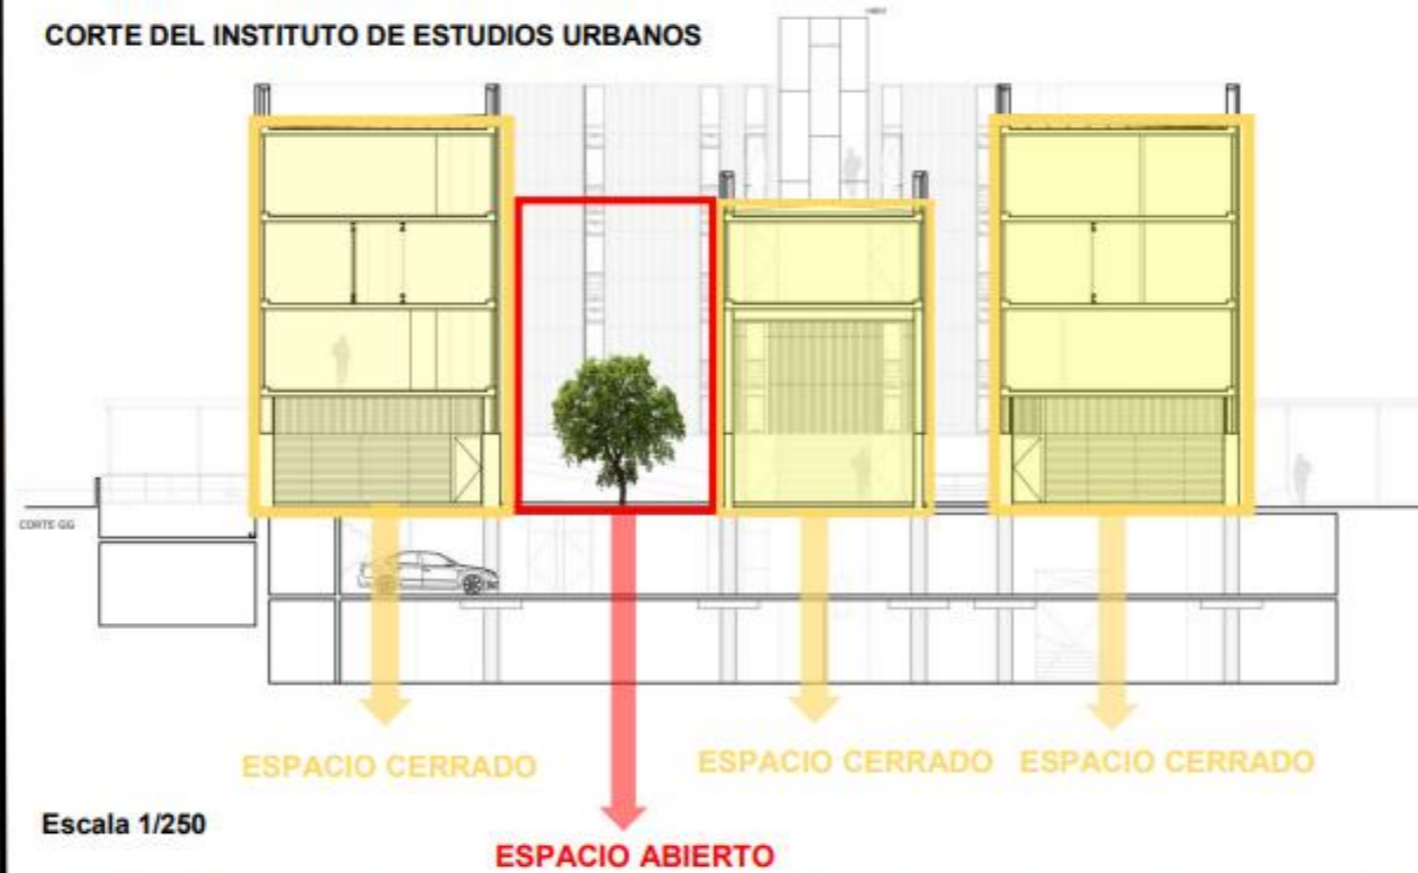 CORTE DEL INSTITUTO DE ESTUDIOS URBANOS
CORTE GG
ESPACIO CERRADO
ESPACIO CERRADO
ESPACIO CERRADO
Escala 1/250
ESPACIO ABIERTO